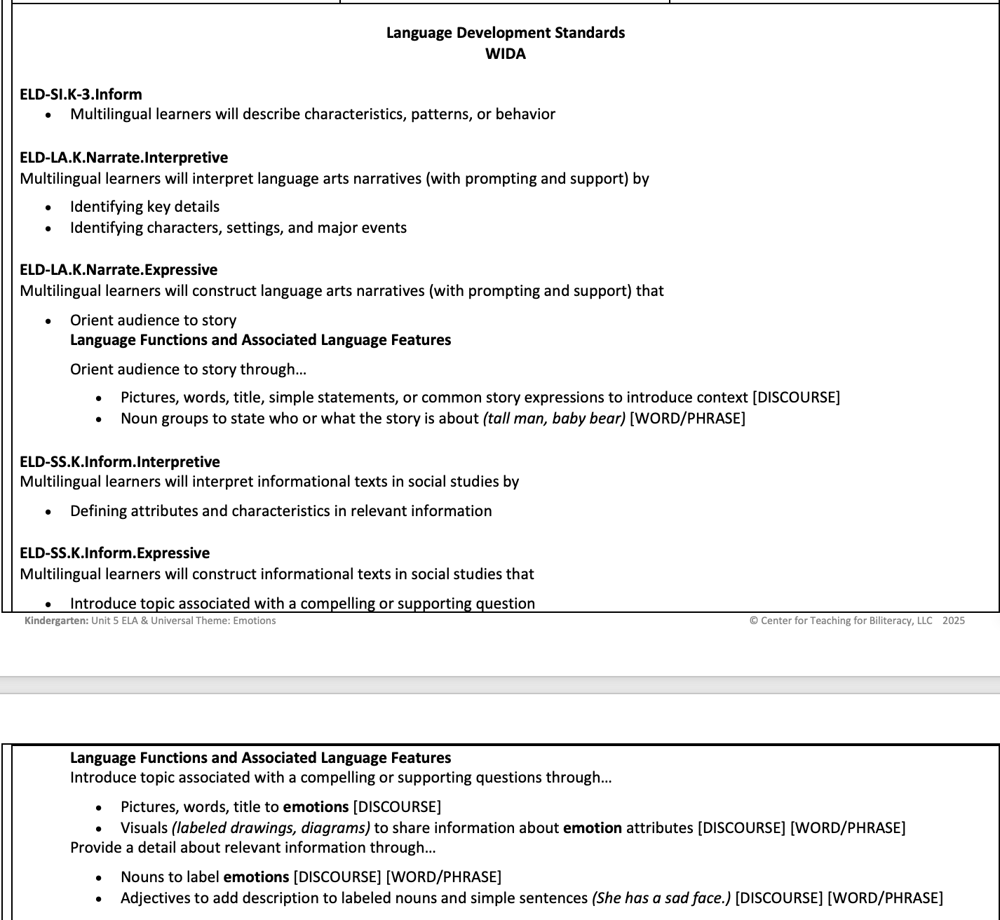 Language Development Standards
WIDA
ELD-SI.K-3.Inform
• Multilingual learners will describe characteristics, patterns, or behavior
ELD-LA.K.Narrate.Interpretive
Multilingual learners will interpret language arts narratives (with prompting and support) by
• Identifying key details
• Identifying characters, settings, and major events
ELD-LA.K.Narrate.Expressive
Multilingual learners will construct language arts narratives (with prompting and support) that
• Orient audience to story
Language Functions and Associated Language Features
Orient audience to story through...
• Pictures, words, title, simple statements, or common story expressions to introduce context [DISCOURSE]
• Noun groups to state who or what the story is about (tall man, baby bear) [WORD/PHRASE]
ELD-SS.K.Inform.Interpretive
Multilingual learners will interpret informational texts in social studies by
• Defining attributes and characteristics in relevant information
ELD-SS.K.Inform.Expressive
Multilingual learners will construct informational texts in social studies that
• Introduce topic associated with a compelling or supporting question
Kindergarten: Unit 5 ELA & Universal Theme: Emotions © Center for Teaching for Biliteracy, LLC 2025
Language Functions and Associated Language Features
Introduce topic associated with a compelling or supporting questions through...
• Pictures, words, title to emotions [DISCOURSE]
• Visuals (labeled drawings, diagrams) to share information about emotion attributes [DISCOURSE] [WORD/PHRASE]
Provide a detail about relevant information through...
• Nouns to label emotions [DISCOURSE] [WORD/PHRASE]
• Adjectives to add description to labeled nouns and simple sentences (She has a sad face.) [DISCOURSE] [WORD/PHRASE]